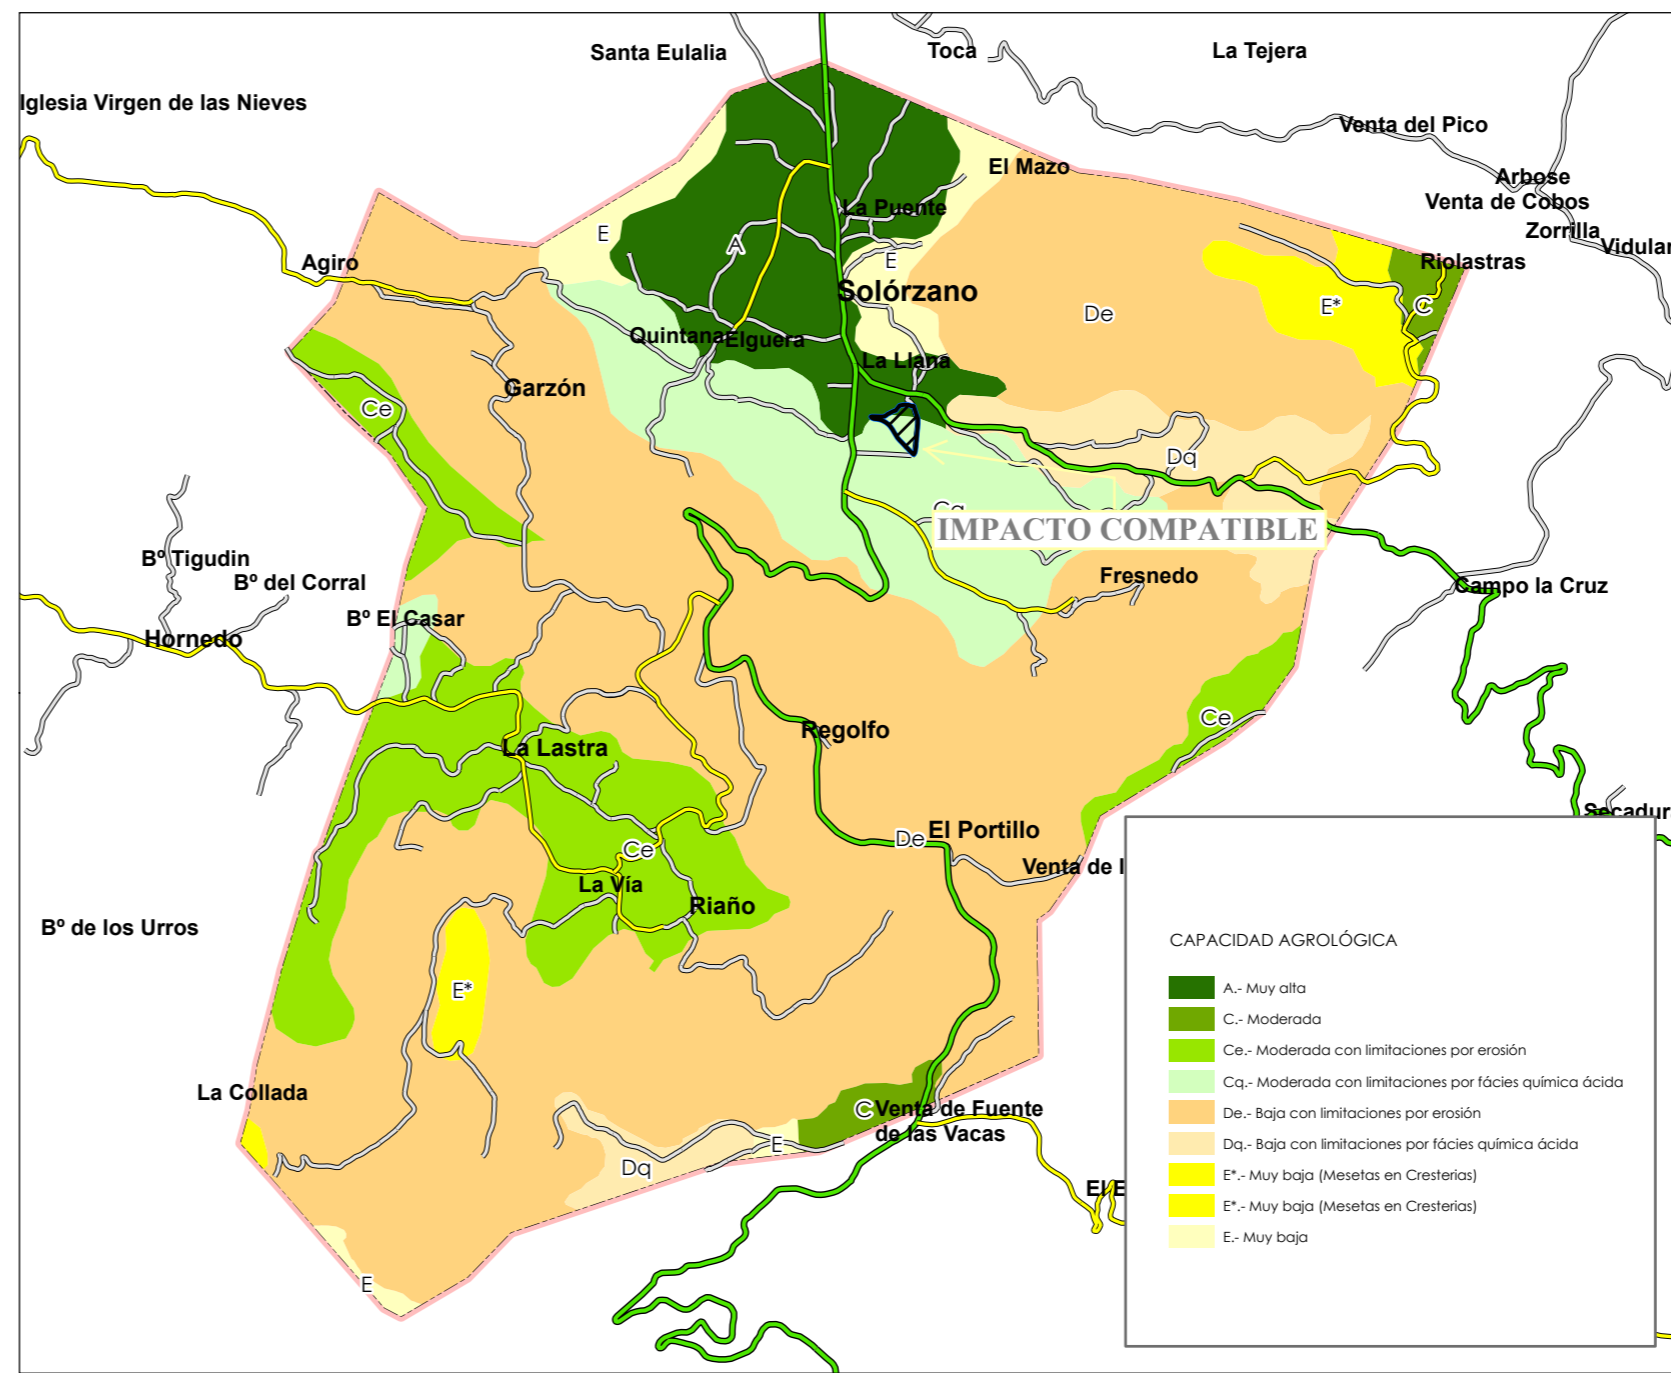 Santa Eulalia
Toca
La Tejera
Iglesia Virgen de las Nieves
Venta del Pico
El Mazo
Arbose
Venta de Cobos
La Puente
Zorrilla
Vidular
E
A
E
Agiro
Riolastras
Solórzano
E*
C
De
Quintana
Elguera
La Llana
Garzón
Ce
Dq
Cq
IMPACTO COMPATIBLE
Bº Tigudin
Bº del Corral
Fresnedo
Campo la Cruz
Bº El Casar
Hornedo
Ce
Regolfo
La Lastra
El Portillo
De
Ce
Venta de
La Vía
Riaño
Bº de los Urros
E*
La Collada
C
Venta de Fuente
de las Vacas
E
Dq
E
CAPACIDAD AGROLÓGICA
A.- Muy alta
C.- Moderada
Ce.- Moderada con limitaciones por erosión
Cq.- Moderada con limitaciones por fácies química ácida
De.- Baja con limitaciones por erosión
Dq.- Baja con limitaciones por fácies química ácida
E*.- Muy baja (Mesetas en Cresterias)
E*.- Muy baja (Mesetas en Cresterias)
E.- Muy baja